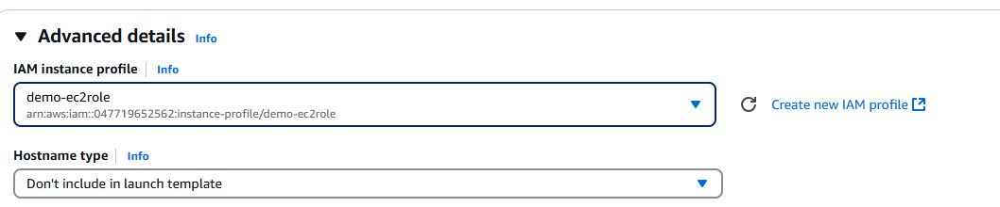 Advanced details Info
IAM instance profile Info
demo-ec2role
arn:aws:iam::047719652562:instance-profile/demo-ec2role
Create new IAM profile
Hostname type Info
Don't include in launch template